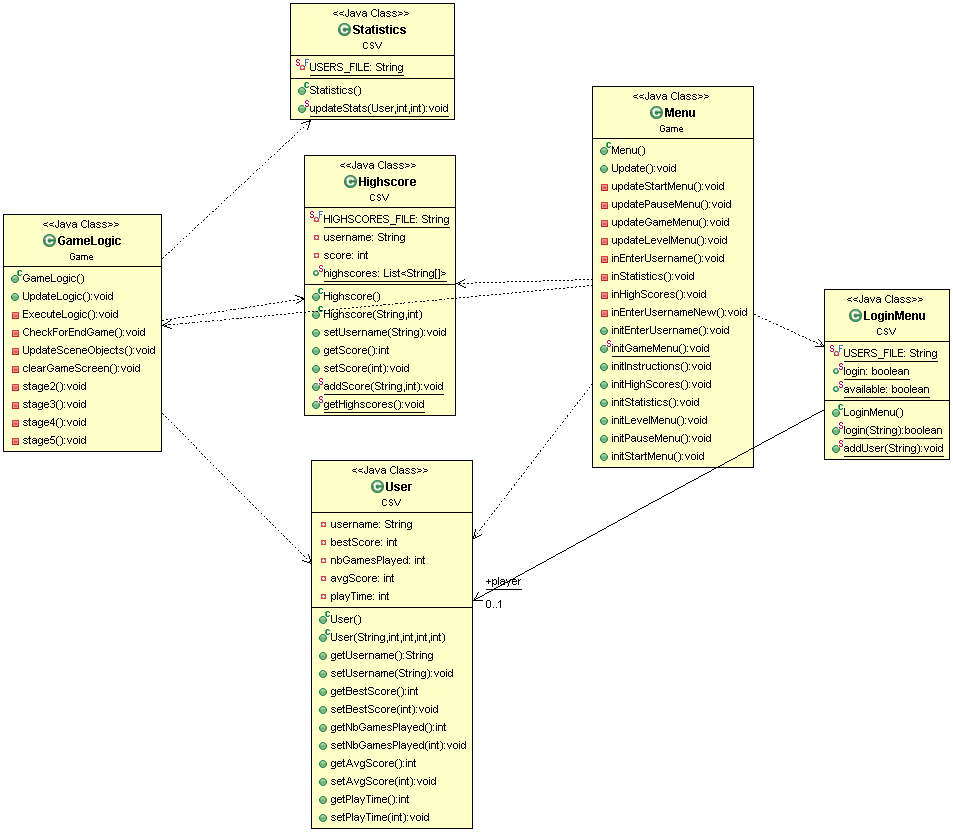 <<Java Class>>
Statistics
CSV
USERS_FILE: String
Statistics()
updateStats(User,int,int):void
<<Java Class>>
Highscore
CSV
HIGHSCORES_FILE: String
username: String
score: int
highscores: List<String[]>
Highscore()
Highscore(String,int)
setUsername(String):void
getScore():int
setScore(int):void
addScore(String,int):void
getHighscores():void
<<Java Class>>
Menu
Game
Menu()
Update():void
updateStartMenu():void
updatePauseMenu():void
updateGameMenu():void
updateLevelMenu():void
inEnterUsername():void
inStatistics():void
inHighScores():void
inEnterUsernameNew():void
initEnterUsername():void
initGameMenu():void
initInstructions():void
initHighScores():void
initStatistics():void
initLevelMenu():void
initPauseMenu():void
initStartMenu():void
<<Java Class>>
GameLogic
Game
GameLogic()
UpdateLogic():void
ExecuteLogic():void
CheckForEndGame():void
UpdateSceneObjects():void
clearGameScreen():void
stage2():void
stage3():void
stage4():void
stage5():void
<<Java Class>>
LoginMenu
CSV
USERS_FILE: String
login: boolean
available: boolean
LoginMenu()
login(String):boolean
addUser(String):void
<<Java Class>>
User
CSV
username: String
bestScore: int
nbGamesPlayed: int
avgScore: int
playTime: int
User()
User(String,int,int,int,int)
getUsername():String
setUsername(String):void
getBestScore():int
setBestScore(int):void
getNbGamesPlayed():int
setNbGamesPlayed(int):void
getAvgScore():int
setAvgScore(int):void
getPlayTime():int
setPlayTime(int):void
+player
0..1